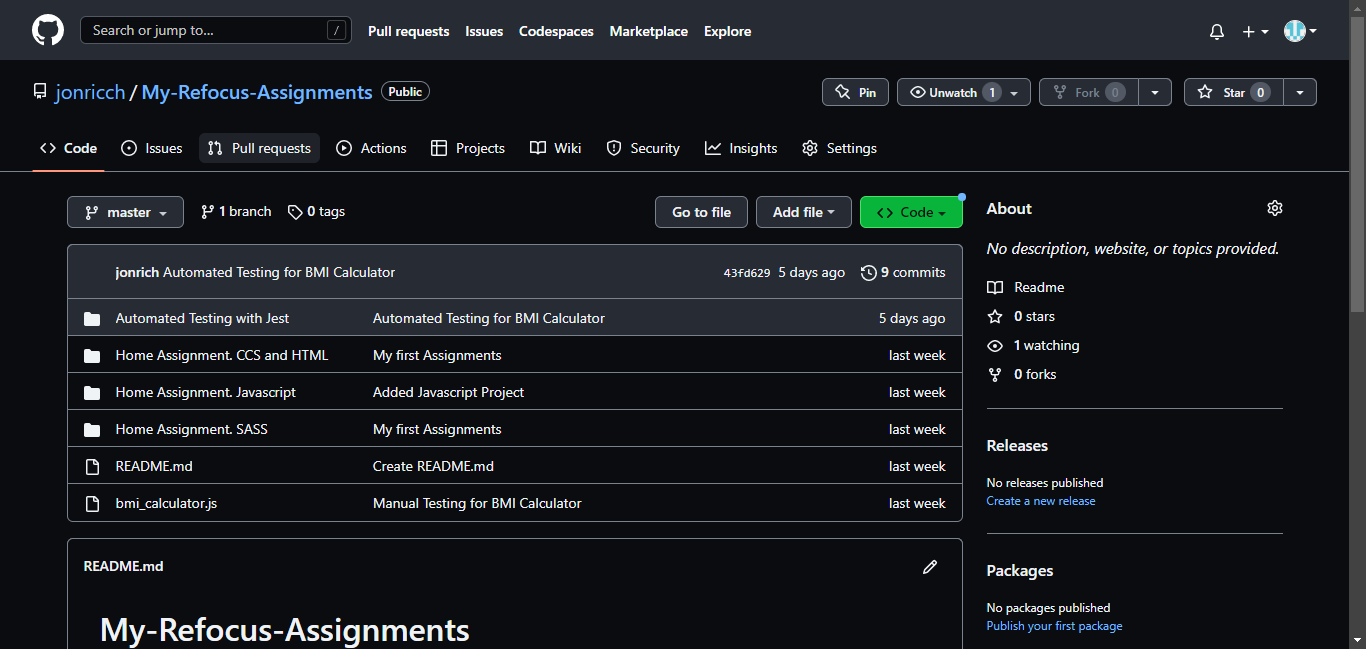 Search or jump to... /
Pull requests Issues Codespaces Marketplace Explore
jonricch / My-Refocus-Assignments Public
Pin Unwatch 1 Fork 0 Star 0
Code Issues Pull requests Actions Projects Wiki Security Insights Settings
master 1 branch 0 tags Go to file Add file Code
jonrich Automated Testing for BMI Calculator 43fd629 5 days ago 9 commits
Automated Testing with Jest Automated Testing for BMI Calculator 5 days ago
Home Assignment. CCS and HTML My first Assignments last week
Home Assignment. Javascript Added Javascript Project last week
Home Assignment. SASS My first Assignments last week
README.md Create README.md last week
bmi_calculator.js Manual Testing for BMI Calculator last week
README.md
My-Refocus-Assignments
About
No description, website, or topics provided.
Readme
0 stars
1 watching
0 forks
Releases
No releases published
Create a new release
Packages
No packages published
Publish your first package